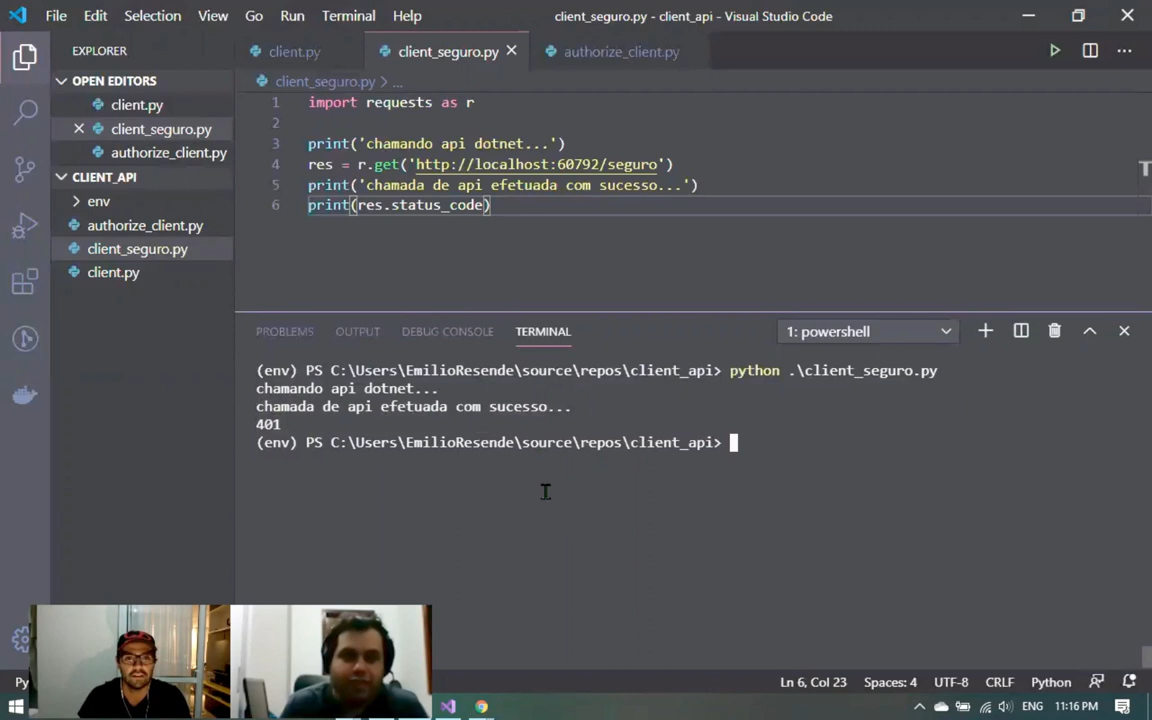 File Edit Selection View Go Run Terminal Help client_seguro.py - client_api - Visual Studio Code
EXPLORER
client.py client_seguro.py authorize_client.py
OPEN EDITORS
client.py
client_seguro.py
authorize_client.py
CLIENT_API
env
authorize_client.py
client_seguro.py
client.py
client_seguro.py > ...
1 import requests as r
2
3 print('chamando api dotnet...')
4 res = r.get('http://localhost:60792/seguro')
5 print('chamada de api efetuada com sucesso...')
6 print(res.status_code)
PROBLEMS OUTPUT DEBUG CONSOLE TERMINAL 1: powershell
(env) PS C:\Users\EmilioResende\source\repos\client_api> python .\client_seguro.py
chamando api dotnet...
chamada de api efetuada com sucesso...
401
(env) PS C:\Users\EmilioResende\source\repos\client_api>
Py Ln 6, Col 23 Spaces: 4 UTF-8 CRLF Python
ENG 11:16 PM